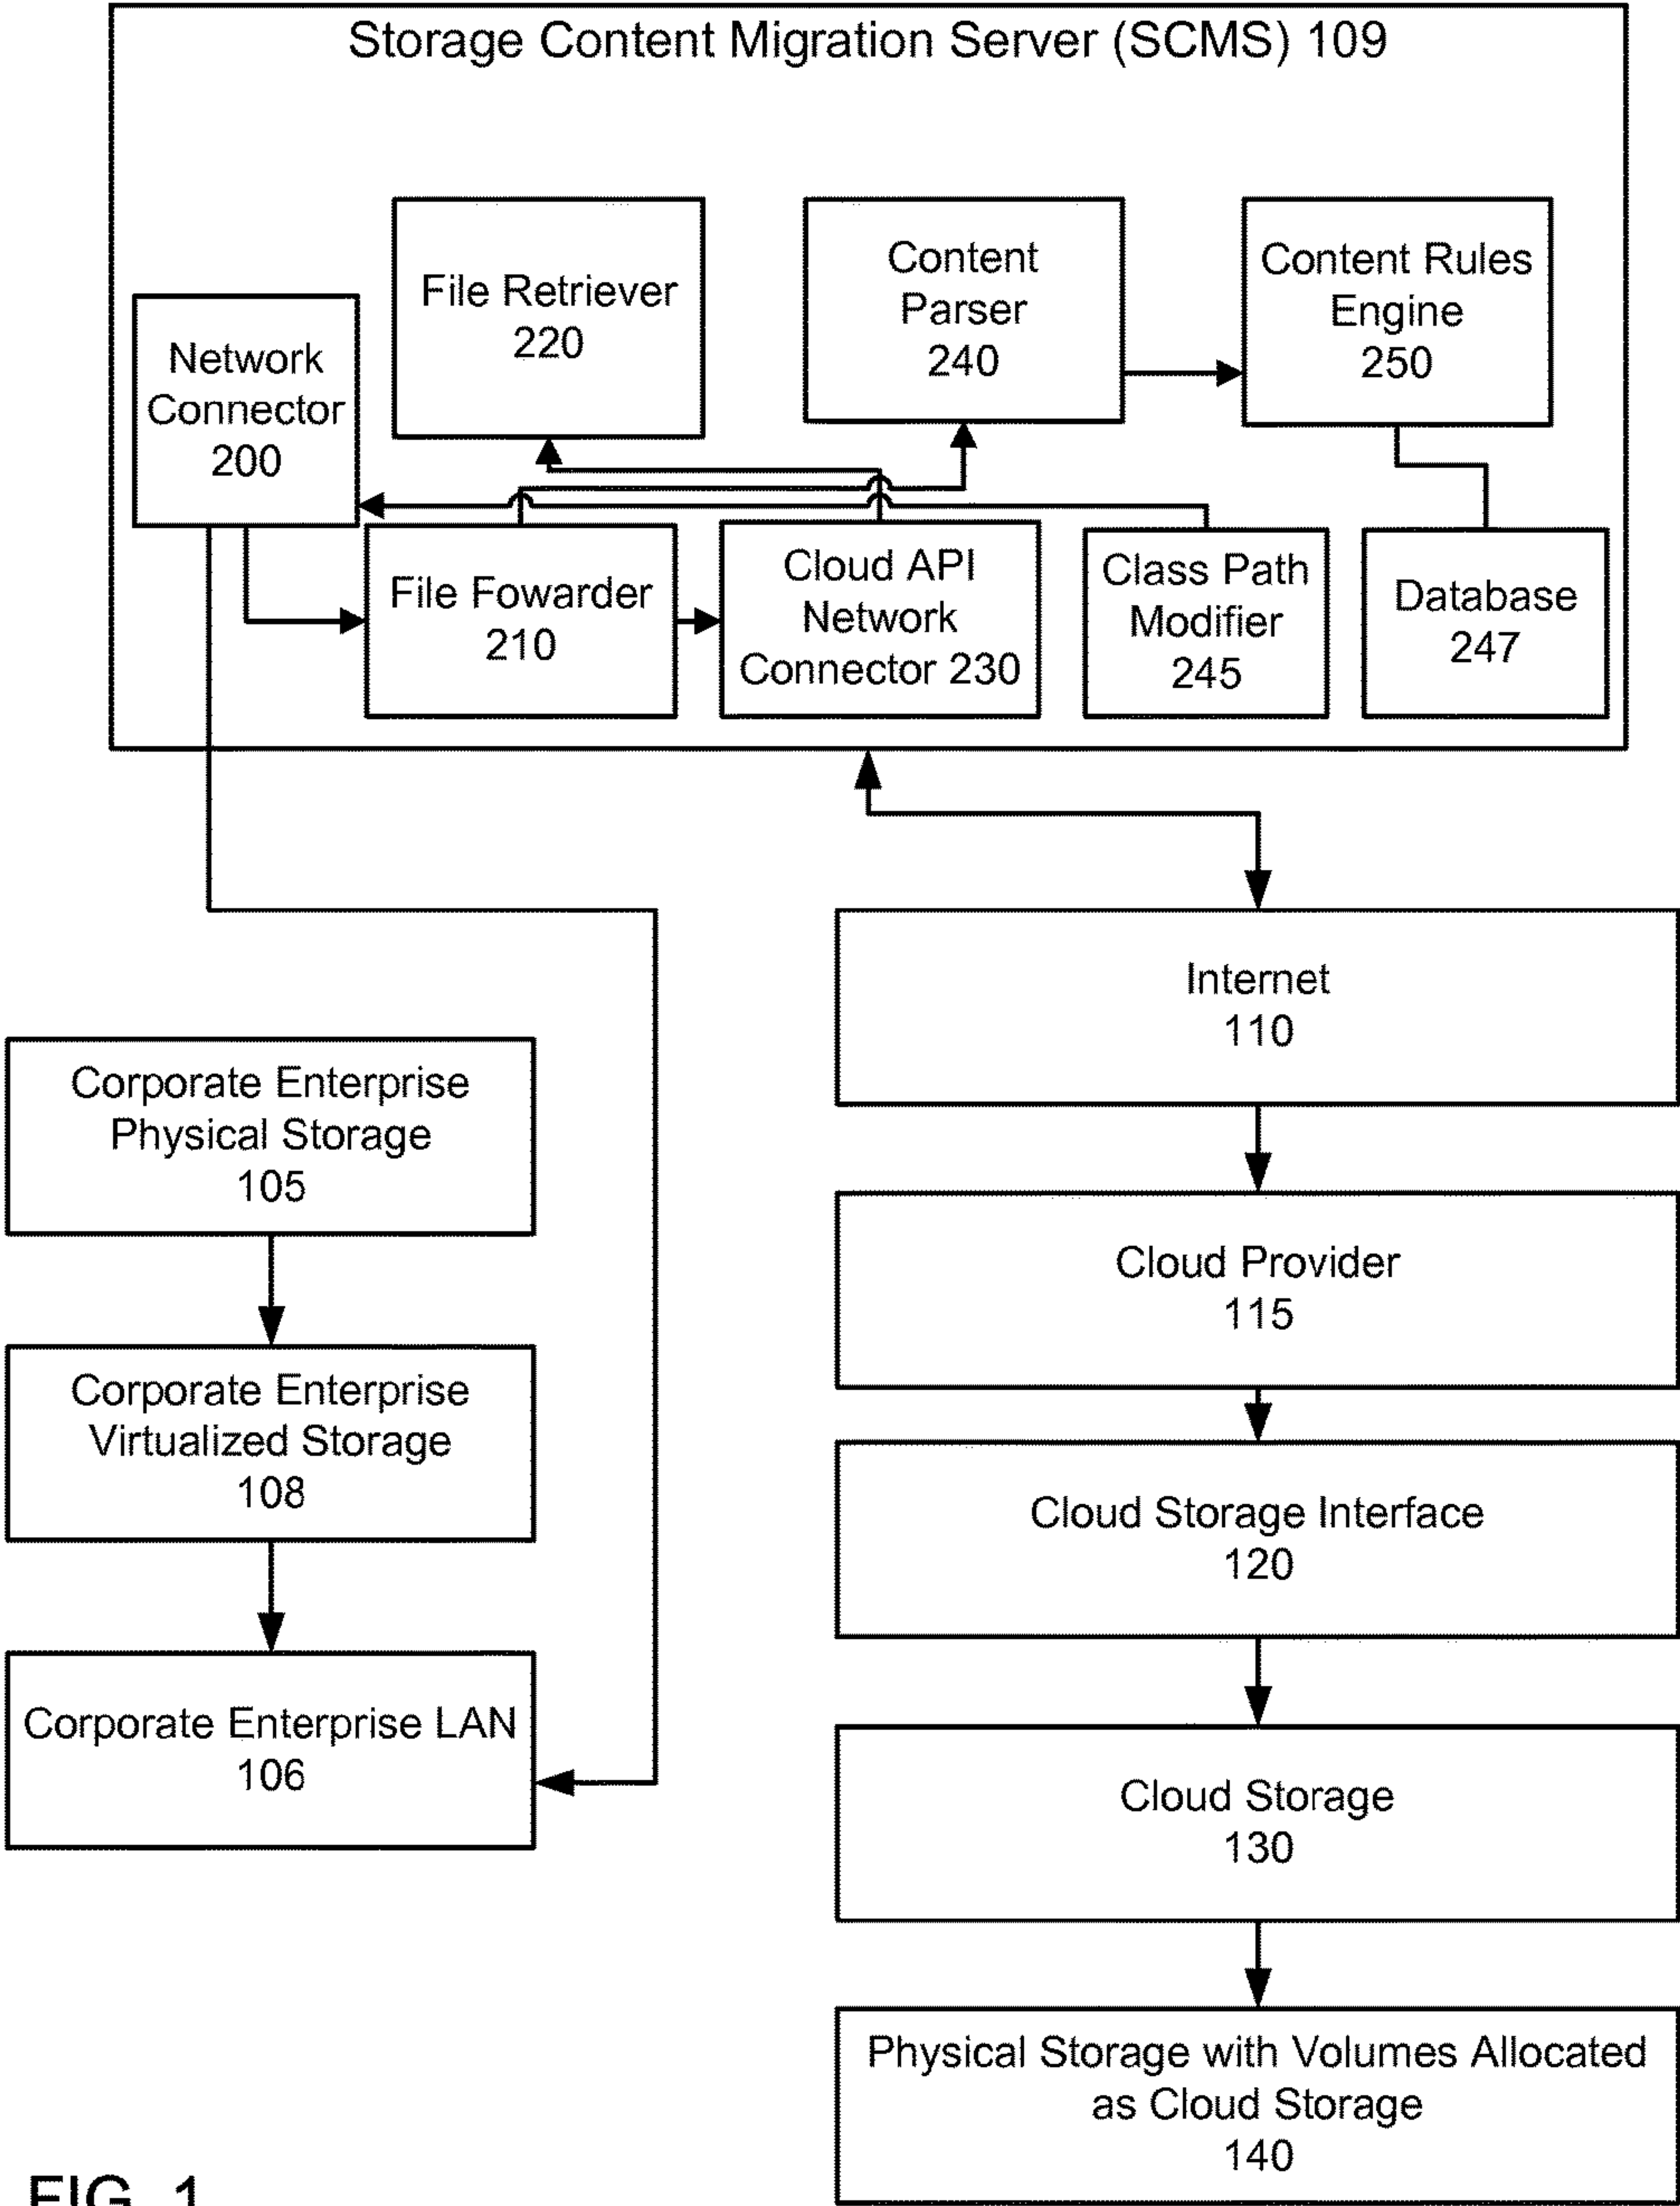 Storage Content Migration Server (SCMS) 109
File Retriever
220
Content
Parser
240
Content Rules
Engine
250
Network
Connector
200
File Fowarder
210
Cloud API
Network
Connector 230
Class Path
Modifier
245
Database
247
Internet
110
Corporate Enterprise
Physical Storage
105
Cloud Provider
115
Corporate Enterprise
Virtualized Storage
108
Cloud Storage Interface
120
Corporate Enterprise LAN
106
Cloud Storage
130
Physical Storage with Volumes Allocated
as Cloud Storage
140
FIG. 1